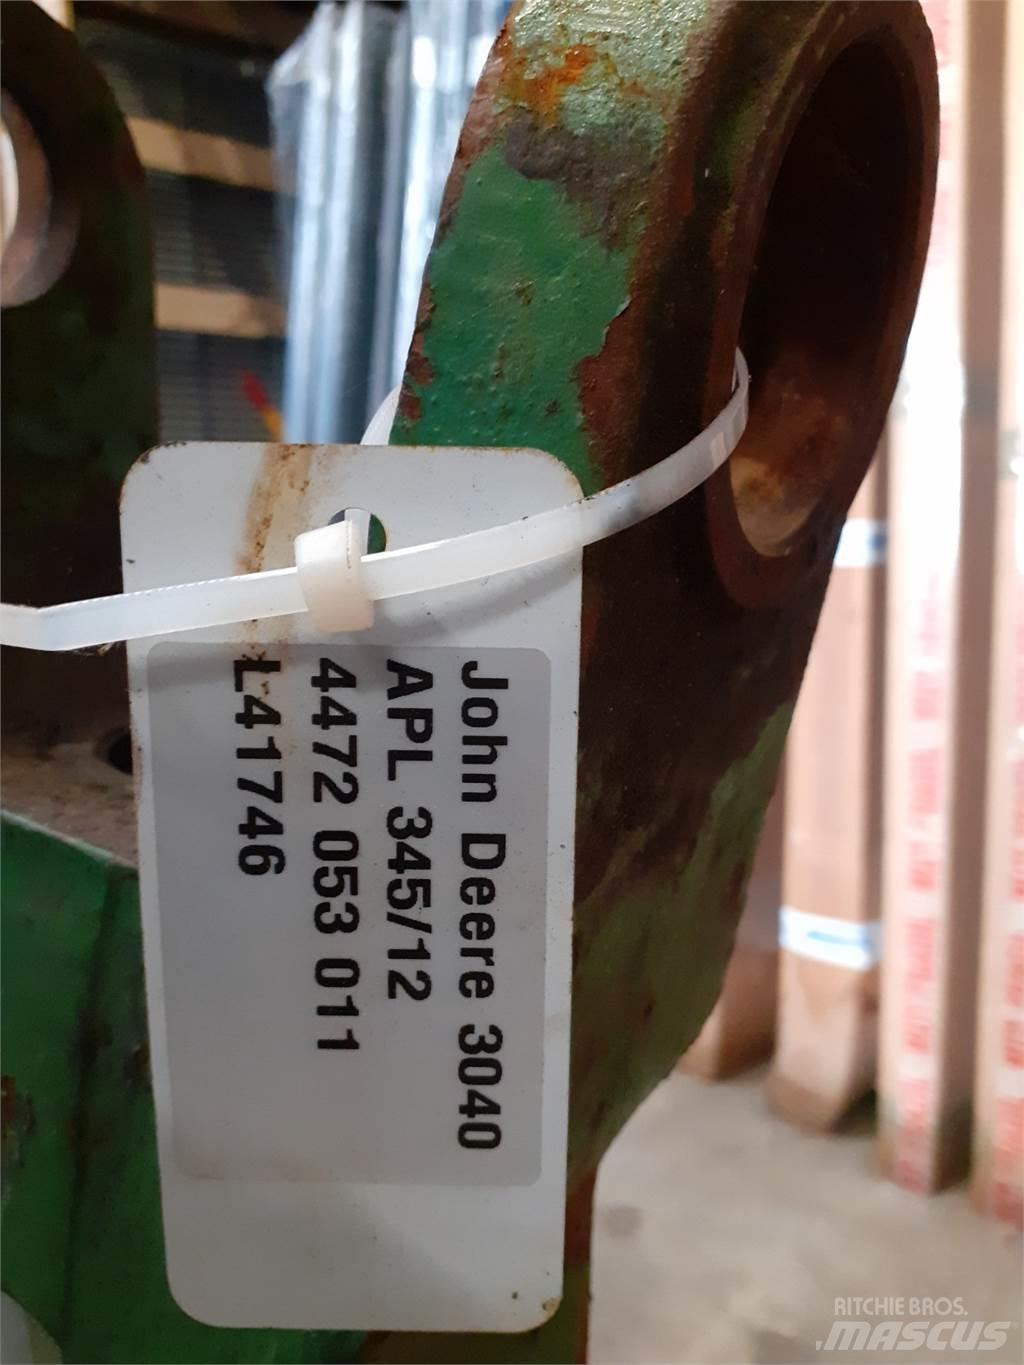 John Deere 3040
APL 345/12
4472 053 011
L41746
RITCHIE BROS.
MASCUS